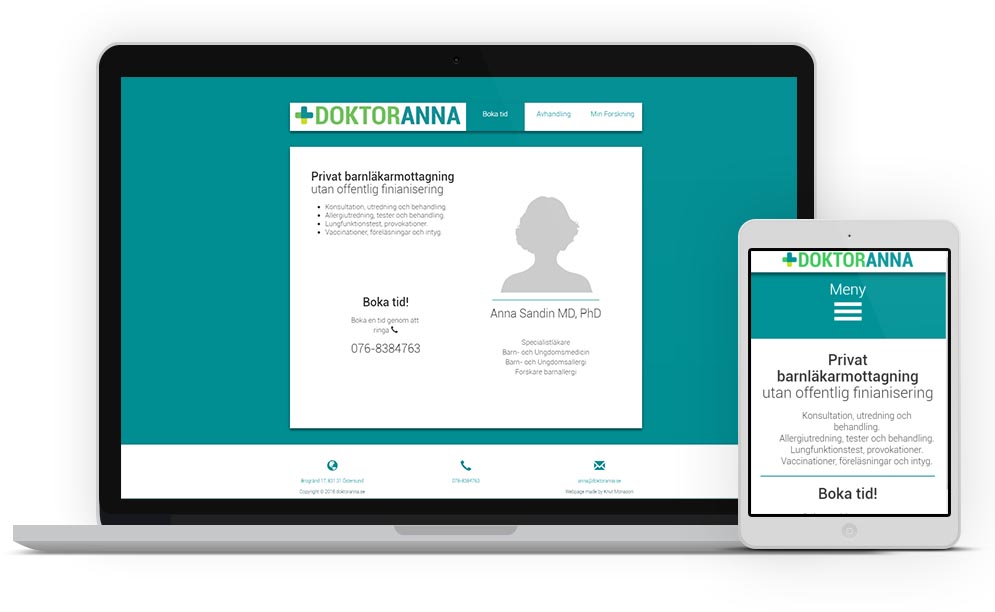 DOKTORANNA
Boka tid
Avhandling
Min Forskning
Privat barnläkarmottagning
utan offentlig finianisering
Konsultation, utredning och behandling.
Allergiutredning, tester och behandling.
Lungfunktionstest, provokationer.
Vaccinationer, föreläsningar och intyg.
Boka tid!
Boka en tid genom att
ringa
076-8384763
Anna Sandin MD, PhD
Specialistläkare
Barn- och Ungdomsmedicin
Barn- och Ungdomsallergi
Forskare barnallergi
831 31 Östersund
076-8384763
anna@doktoranna.se
Copyright © 2016 doktoranna.se
Webpage made by Knut
DOKTORANNA
Meny
Privat
barnläkarmottagning
utan offentlig finianisering
Konsultation, utredning och
behandling.
Allergiutredning, tester och behandling.
Lungfunktionstest, provokationer.
Vaccinationer, föreläsningar och intyg.
Boka tid!